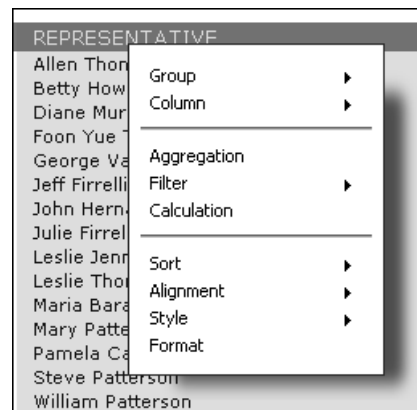 REPRESENTATIVE
Allen Thon
Betty How
Diane Mur
Foon Yue T
George Va
Jeff Firrelli
John Hern
Julie Firrel
Leslie Jenn
Leslie Tho
Maria Bara
Mary Patte
Pamela Ca
Steve Patterson
William Patterson
Group
Column
Aggregation
Filter
Calculation
Sort
Alignment
Style
Format